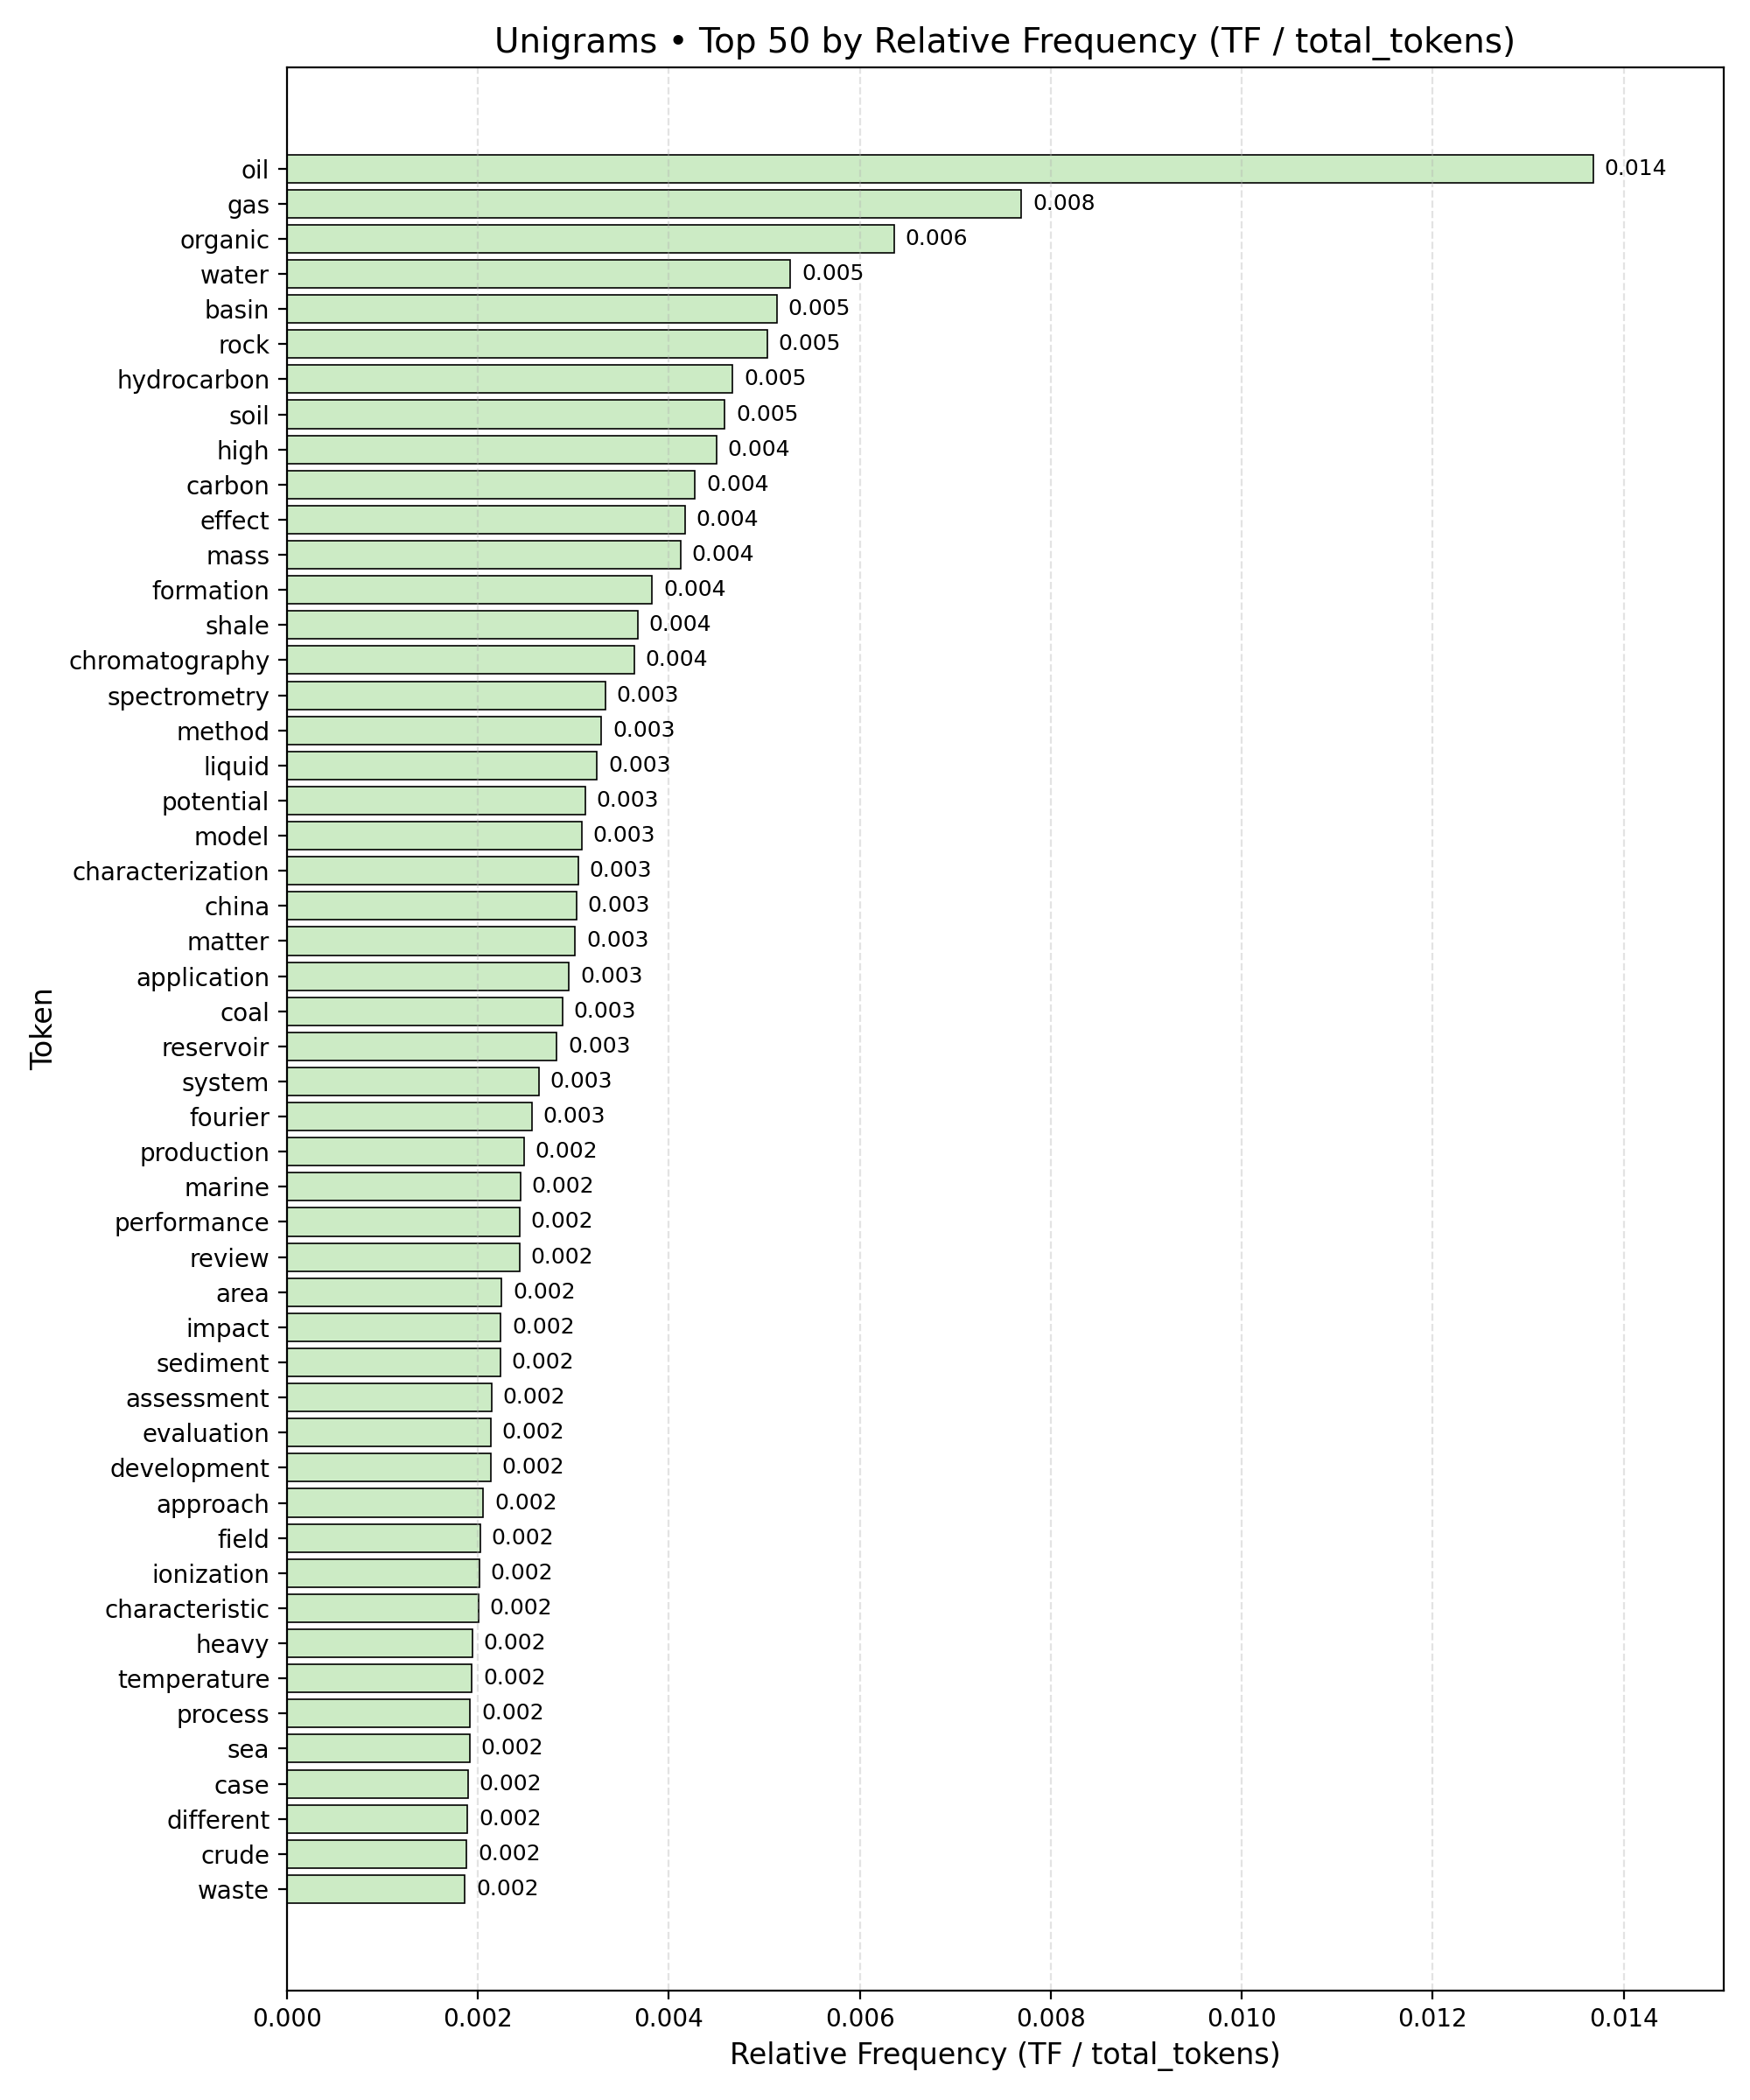 Unigrams • Top 50 by Relative Frequency (TF / total_tokens)
Token
oil 0.014
gas 0.008
organic 0.006
water 0.005
basin 0.005
rock 0.005
hydrocarbon 0.005
soil 0.005
high 0.004
carbon 0.004
effect 0.004
mass 0.004
formation 0.004
shale 0.004
chromatography 0.004
spectrometry 0.003
method 0.003
liquid 0.003
potential 0.003
model 0.003
characterization 0.003
china 0.003
matter 0.003
application 0.003
coal 0.003
reservoir 0.003
system 0.003
fourier 0.003
production 0.002
marine 0.002
performance 0.002
review 0.002
area 0.002
impact 0.002
sediment 0.002
assessment 0.002
evaluation 0.002
development 0.002
approach 0.002
field 0.002
ionization 0.002
characteristic 0.002
heavy 0.002
temperature 0.002
process 0.002
sea 0.002
case 0.002
different 0.002
crude 0.002
waste 0.002
0.000 0.002 0.004 0.006 0.008 0.010 0.012 0.014
Relative Frequency (TF / total_tokens)